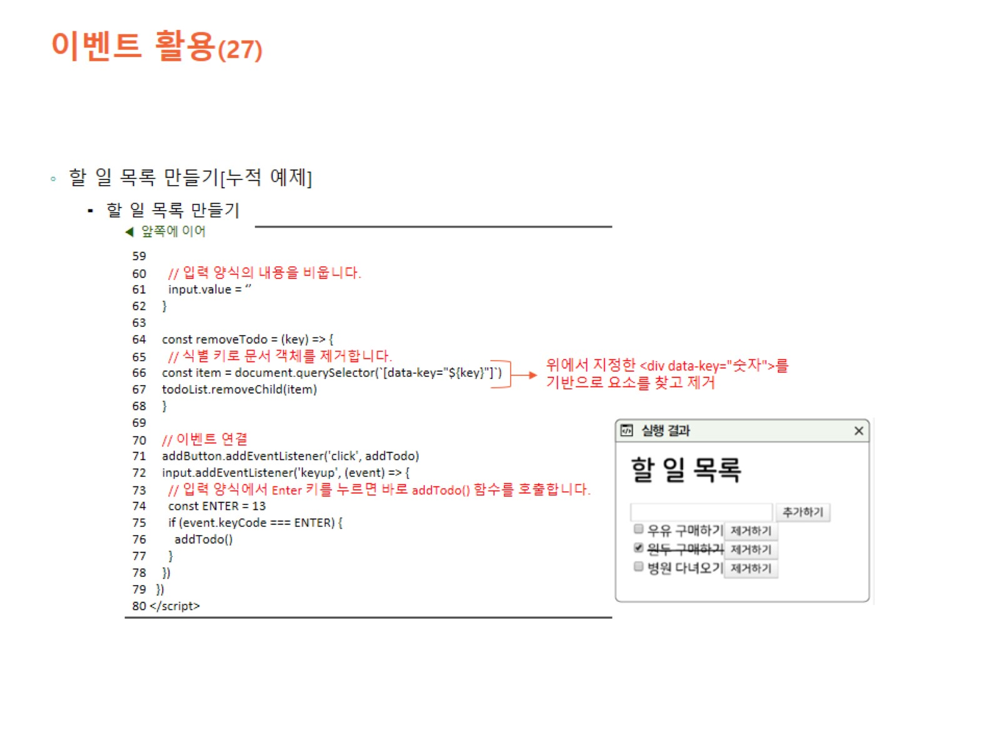 이벤트 활용(27)
◦ 할 일 목록 만들기[누적 예제]
▪ 할 일 목록 만들기
◀ 앞쪽에 이어
59
60 // 입력 양식의 내용을 비웁니다.
61 input.value = ‘’
62 }
63
64 const removeTodo = (key) => {
65 // 식별 키로 문서 객체를 제거합니다.
66 const item = document.querySelector(`[data-key="${key}"]`)
67 todoList.removeChild(item)
68 }
69
70 // 이벤트 연결
71 addButton.addEventListener('click', addTodo)
72 input.addEventListener('keyup', (event) => {
73 // 입력 양식에서 Enter 키를 누르면 바로 addTodo() 함수를 호출합니다.
74 const ENTER = 13
75 if (event.keyCode === ENTER) {
76 addTodo()
77 }
78 })
79 })
80 </script>
위에서 지정한 <div data-key="숫자">를
기반으로 요소를 찾고 제거
실행 결과
할 일 목록
추가하기
우유 구매하기 제거하기
원두 구매하기 제거하기
병원 다녀오기 제거하기